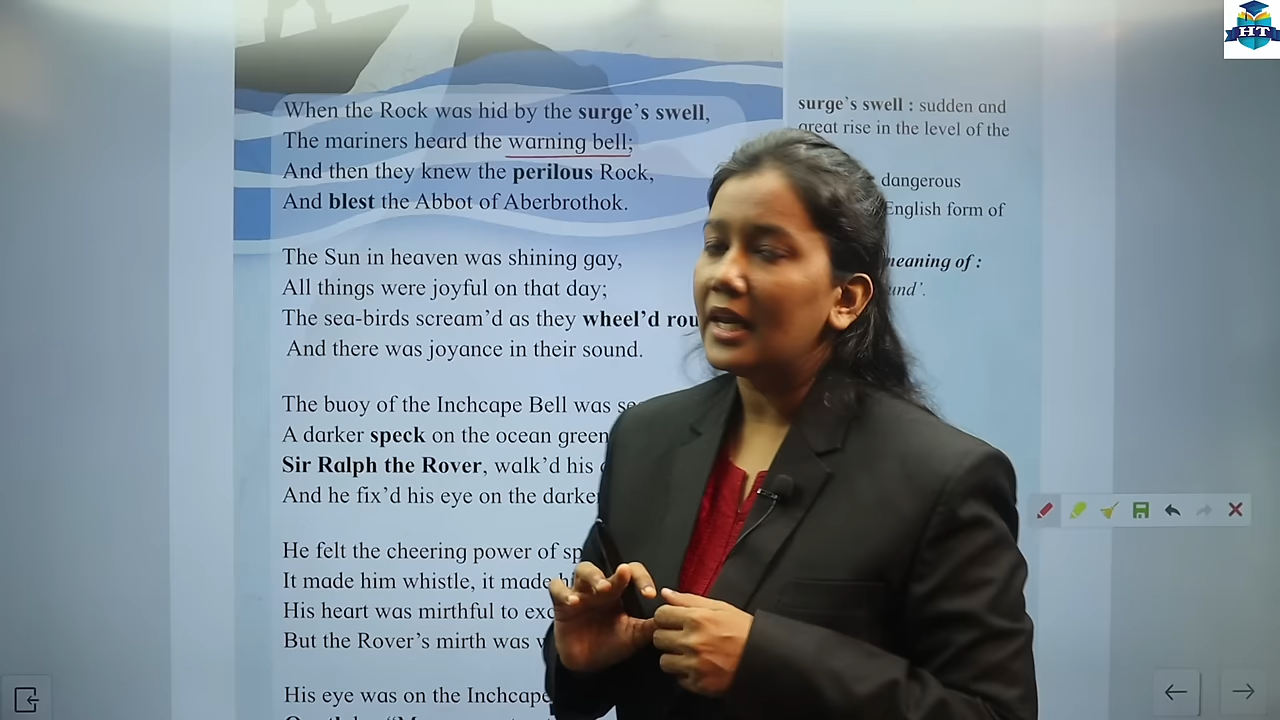 HT
When the Rock was hid by the surge's swell,
The mariners heard the warning bell;
And then they knew the perilous Rock,
And blest the Abbot of Aberbrothok.
The Sun in heaven was shining gay,
All things were joyful on that day;
The sea-birds scream'd as they wheel'd
And there was joyance in their sound.
The buoy of the Inchcape Bell was
A darker speck on the ocean green
Sir Ralph the Rover, walk'd his
And he fix'd his eye on the darke
He felt the cheering power of
It made him whistle, it made
His heart was mirthful to
But the Rover's mirth was
His eye was on the Inchcape
surge's swell : sudden and
great rise in the level of the
dangerous
English form of
meaning of :